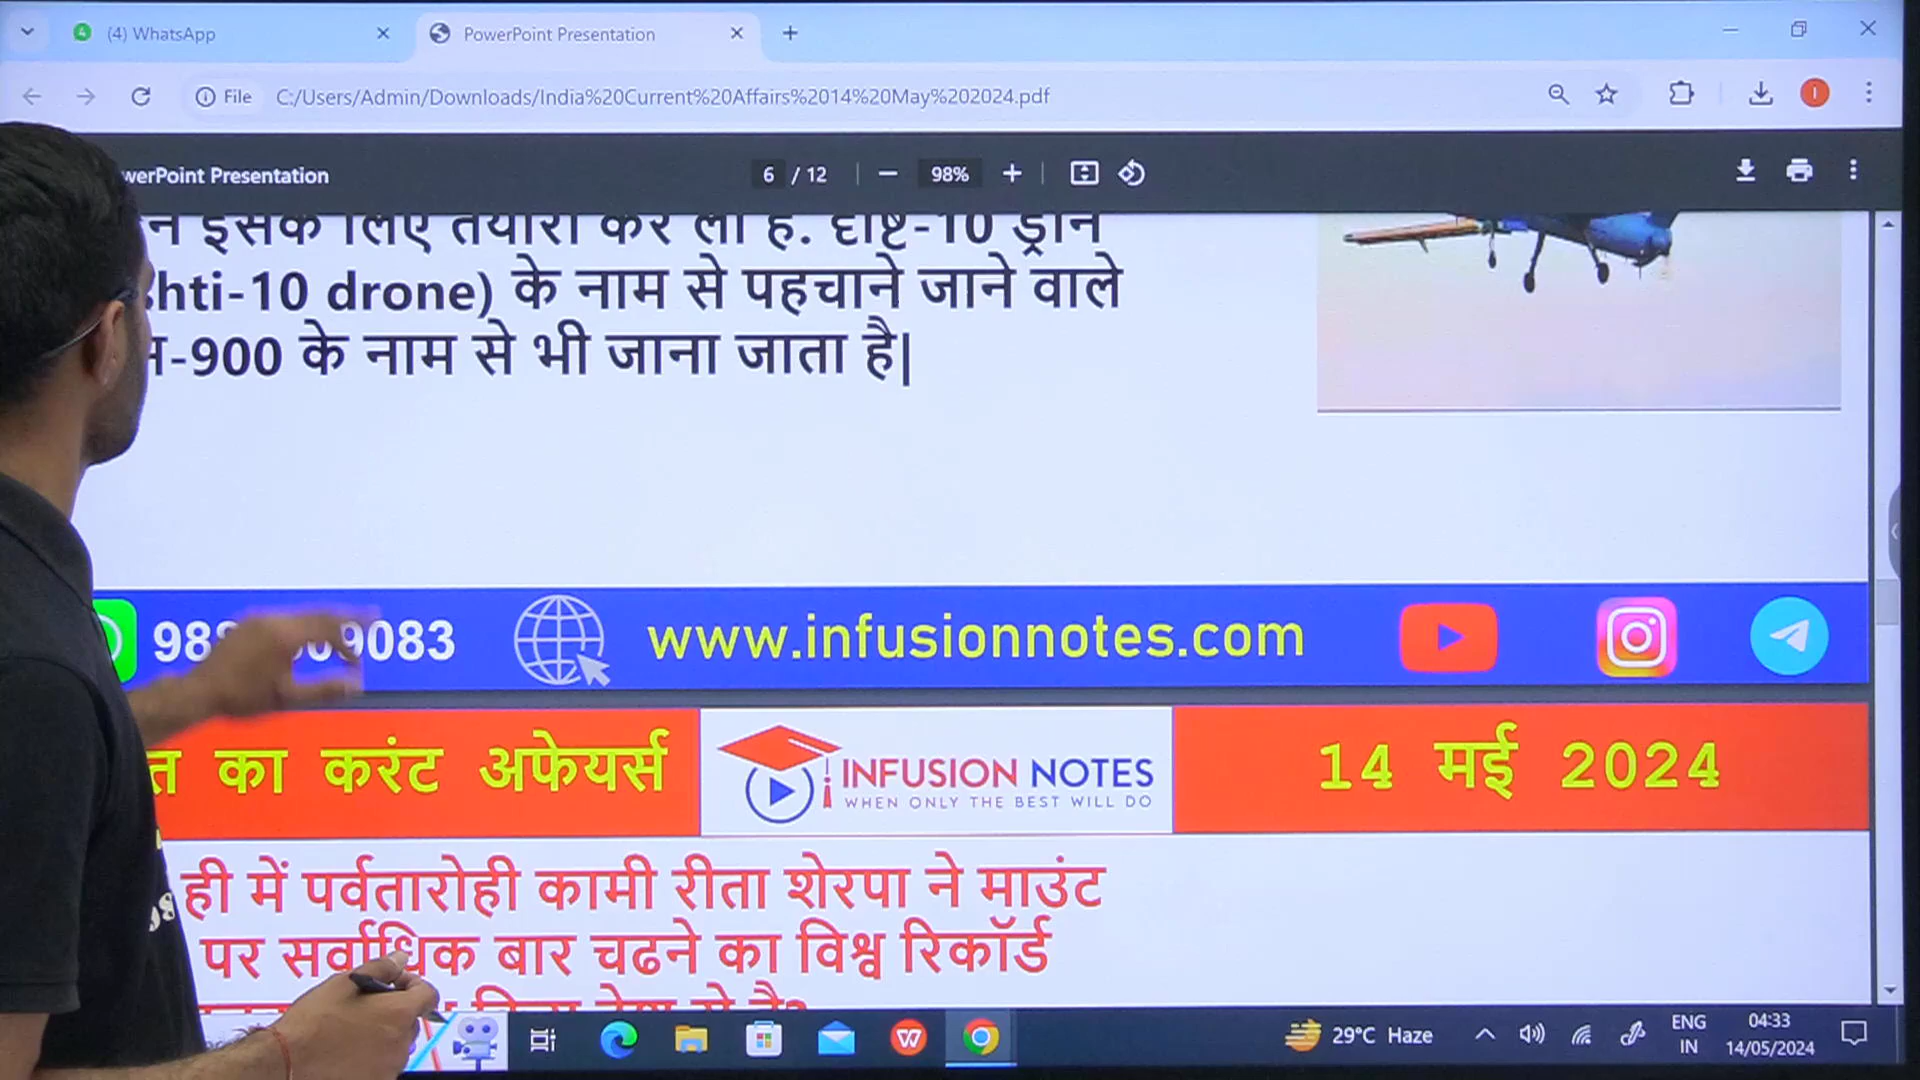 (4) WhatsApp
PowerPoint Presentation
File C:/Users/Admin/Downloads/India%20Current%20Affairs%2014%20May%202024.pdf
werPoint Presentation
6 / 12
98%
इसके लिए तैयारी कर ली है. दृष्टि-10 ड्रोन
hti-10 drone) के नाम से पहचाने जाने वाले
-900 के नाम से भी जाना जाता है|
www.infusionnotes.com
का करंट अफेयर्स
INFUSION NOTES
WHEN ONLY THE BEST WILL DO
14 मई 2024
ही में पर्वतारोही कामी रीता शेरपा ने माउंट
पर सर्वाधिक बार चढने का विश्व रिकॉर्ड
29°C Haze
ENG
IN
04:33
14/05/2024